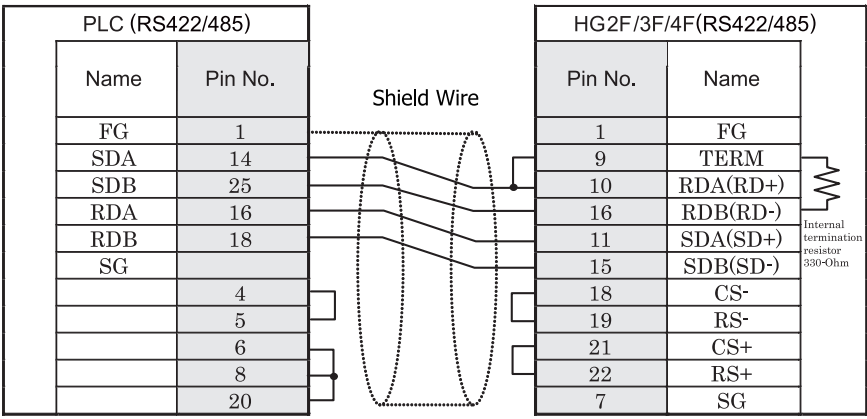 PLC (RS422/485)
HG2F/3F/4F(RS422/485)
Name Pin No. Shield Wire Pin No. Name
FG 1 1 FG
SDA 14 9 TERM
SDB 25 10 RDA(RD+)
RDA 16 16 RDB(RD-)
RDB 18 11 SDA(SD+)
SG 15 SDB(SD-)
4 18 CS-
5 19 RS-
6 21 CS+
8 22 RS+
20 7 SG
Internal
termination
resistor
330-Ohm